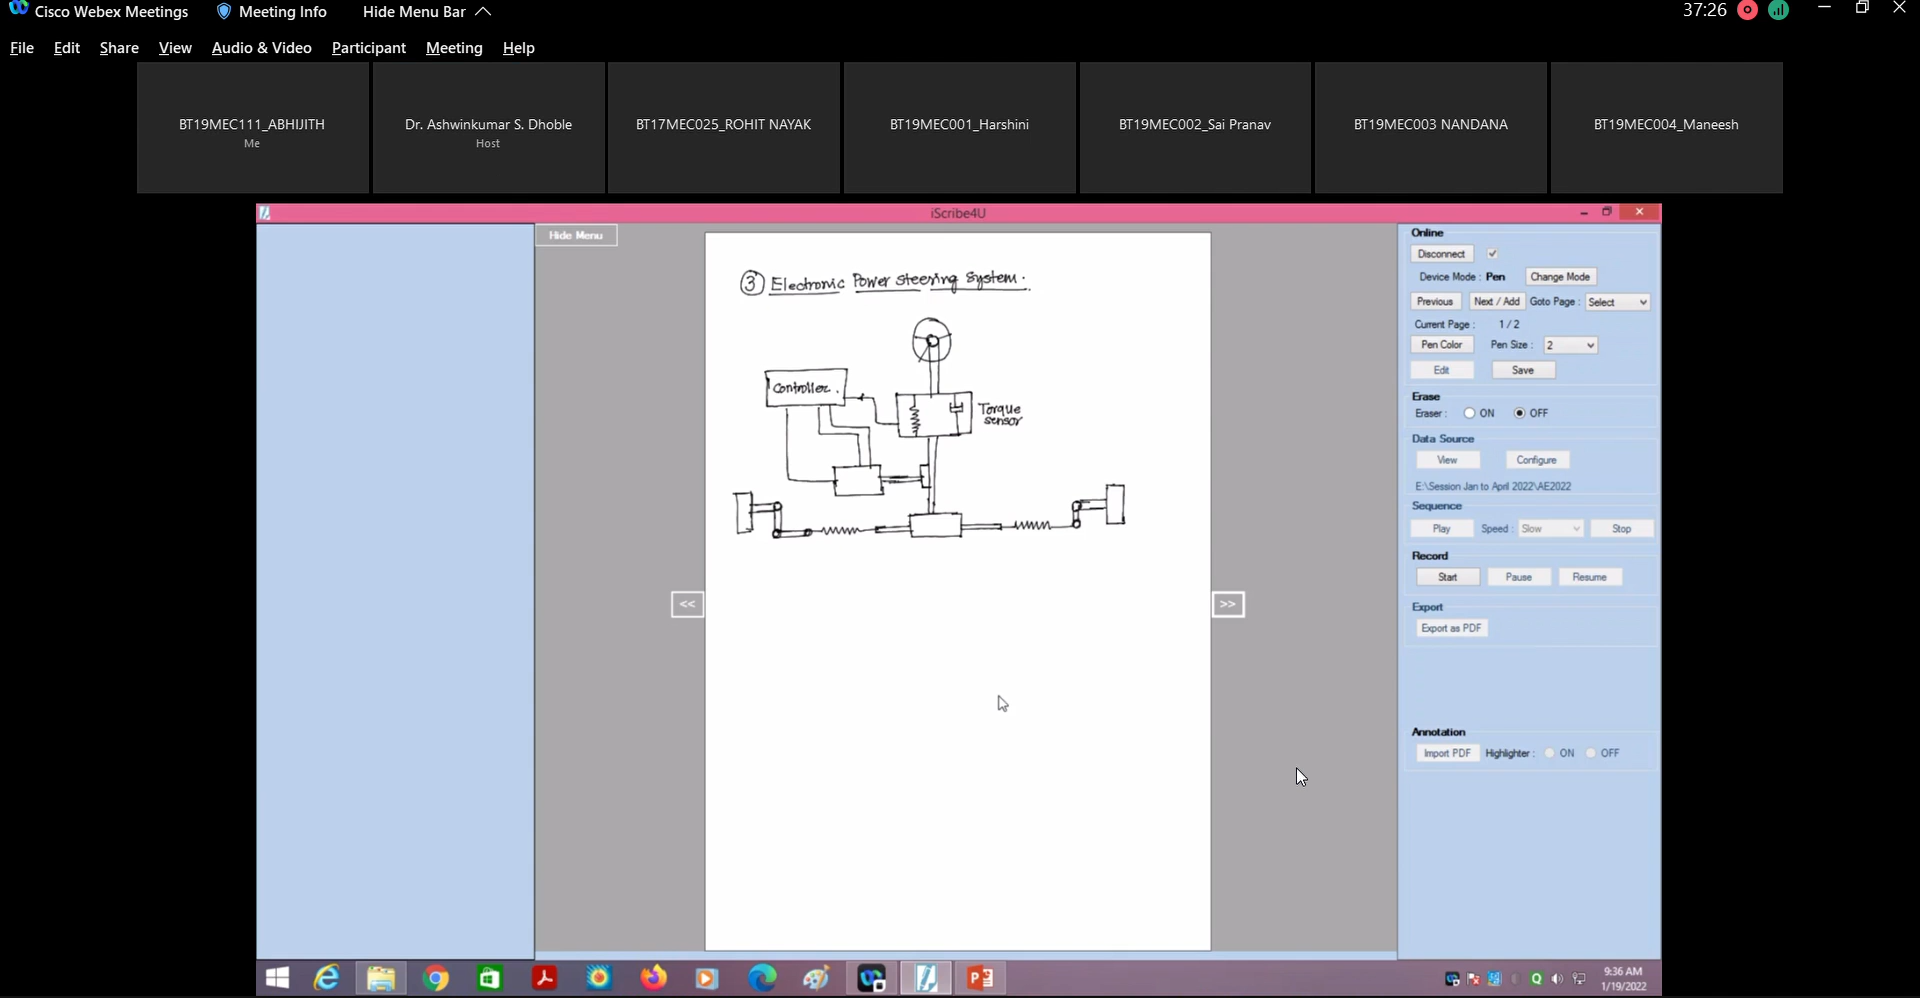 Cisco Webex Meetings Meeting Info Hide Menu Bar 37:26
File Edit Share View Audio & Video Participant Meeting Help
BT19MEC111_ABHIJITH
Me
Dr. Ashwinkumar S. Dhoble
Host
BT17MEC025_ROHIT NAYAK
BT19MEC001_Harshini
BT19MEC002_Sai Pranav
BT19MEC003 NANDANA
BT19MEC004_Maneesh
iScribe4U
Hide Menu
3 Electronic Power Steering System.
Controller.
Torque
sensor
<<
>>
Online
Disconnect
Device Mode : Pen Change Mode
Previous Next / Add Goto Page : Select
Current Page : 1 / 2
Pen Color Pen Size : 2
Edit Save
Erase
Eraser : ON OFF
Data Source
View Configure
E:\Session Jan to April 2022\AE2022
Sequence
Play Speed : Slow Stop
Record
Start Pause Resume
Export
Export as PDF
Annotation
Import PDF Highlighter : ON OFF
9:36 AM
1/19/2022